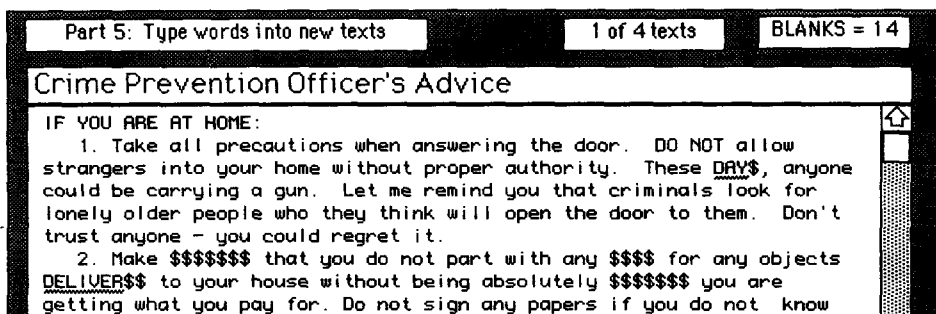 Part 5: Type words into new texts
1 of 4 texts
BLANKS = 14
Crime Prevention Officer's Advice
IF YOU ARE AT HOME:
1. Take all precautions when answering the door. DO NOT allow
strangers into your home without proper authority. These DAY$, anyone
could be carrying a gun. Let me remind you that criminals look for
lonely older people who they think will open the door to them. Don't
trust anyone - you could regret it.
2. Make $$$$$$$ that you do not part with any $$$$ for any objects
DELIVER$$ to your house without being absolutely $$$$$$$ you are
getting what you pay for. Do not sign any papers if you do not know